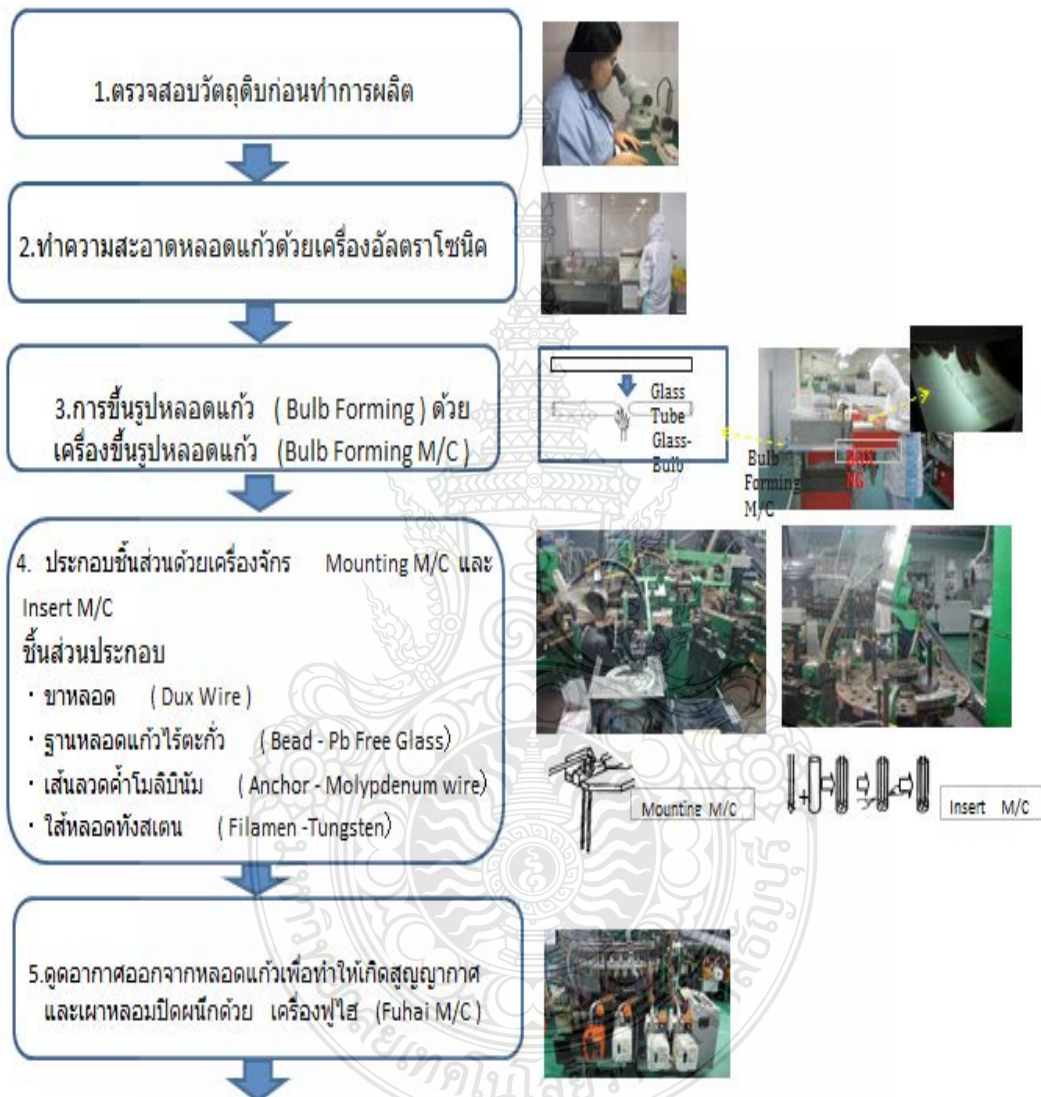 1.ตรวจสอบวัตถุดิบก่อนทำการผลิต
2.ทำความสะอาดหลอดแก้วด้วยเครื่องอัลตราโซนิค
3.การขึ้นรูปหลอดแก้ว ( Bulb Forming ) ด้วย
เครื่องขึ้นรูปหลอดแก้ว (Bulb Forming M/C )
Glass
Tube
Glass-
Bulb
Bulb
Forming
M/C
NG
4. ประกอบชิ้นส่วนด้วยเครื่องจักร Mounting M/C และ
Insert M/C
ชิ้นส่วนประกอบ
· ขาหลอด ( Dux Wire )
· ฐานหลอดแก้วไร้ตะกั่ว ( Bead - Pb Free Glass)
· เส้นลวดค้ำโมลิบินัม ( Anchor - Molypdenum wire)
· ใส้หลอดทังสเตน ( Filamen -Tungsten)
Mounting M/C
Insert M/C
5.ดูดอากาศออกจากหลอดแก้วเพื่อทำให้เกิดสูญญากาศ
และเผาหลอมปิดผนึกด้วย เครื่องฟูไฮ (Fuhai M/C )